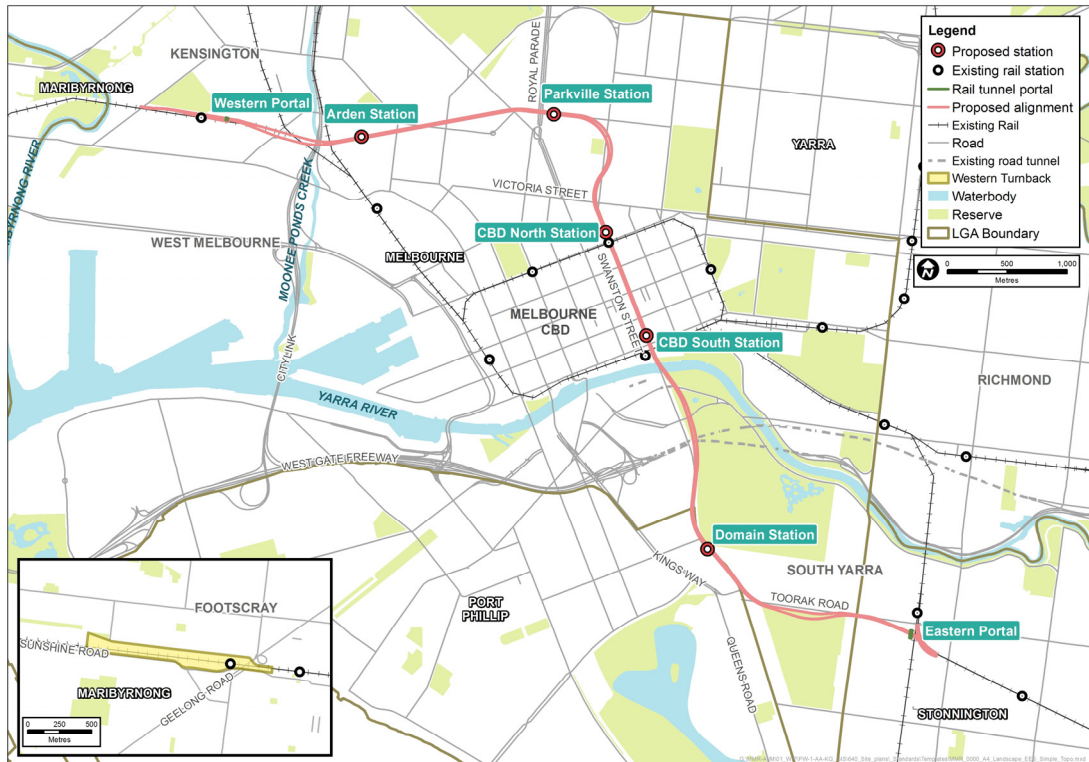 KENSINGTON
MARIBYRNONG
Western Portal
Arden Station
ROYAL PARADE
Parkville Station
Legend
Proposed station
Existing rail station
Rail tunnel portal
Proposed alignment
Existing Rail
Road
Existing road tunnel
Western Turnback
Waterbody
Reserve
LGA Boundary
N
0 500 1,000
Metres
YARRA
MOONEE PONDS CREEK
VICTORIA STREET
CBD North Station
WEST MELBOURNE
MELBOURNE
SWANSTON STREET
MELBOURNE
CBD
CBD South Station
CITYLINK
RICHMOND
YARRA RIVER
WEST GATE FREEWAY
Domain Station
KINGS WAY
SOUTH YARRA
TOORAK ROAD
PORT
PHILLIP
Eastern Portal
QUEENS ROAD
STONNINGTON
FOOTSCRAY
SUNSHINE ROAD
MARIBYRNONG
GEELONG ROAD
0 250 500
Metres